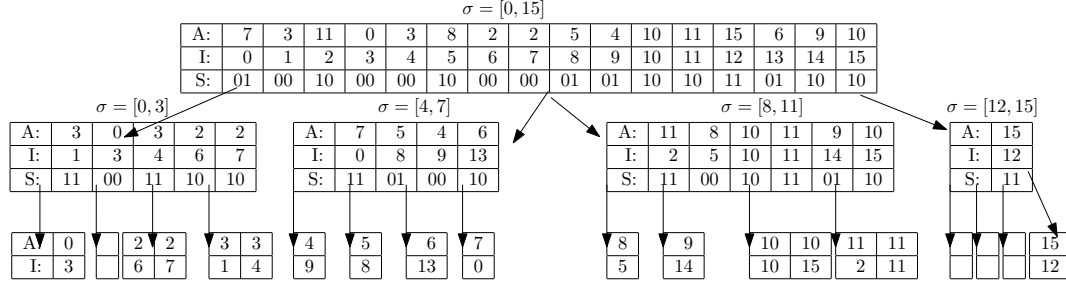 σ = [0, 15]
A: 7 3 11 0 3 8 2 2 5 4 10 11 15 6 9 10
I: 0 1 2 3 4 5 6 7 8 9 10 11 12 13 14 15
S: 01 00 10 00 00 10 00 00 01 01 10 10 11 01 10 10
σ = [0, 3] σ = [4, 7] σ = [8, 11] σ = [12, 15]
A: 3 0 3 2 2 A: 7 5 4 6 A: 11 8 10 11 9 10 A: 15
I: 1 3 4 6 7 I: 0 8 9 13 I: 2 5 10 11 14 15 I: 12
S: 11 00 11 10 10 S: 11 01 00 10 S: 11 00 10 11 01 10 S: 11
A: 0 2 2 3 3 4 5 6 7 8 9 10 10 11 11 15
I: 3 6 7 1 4 9 8 13 0 5 14 10 15 2 11 12